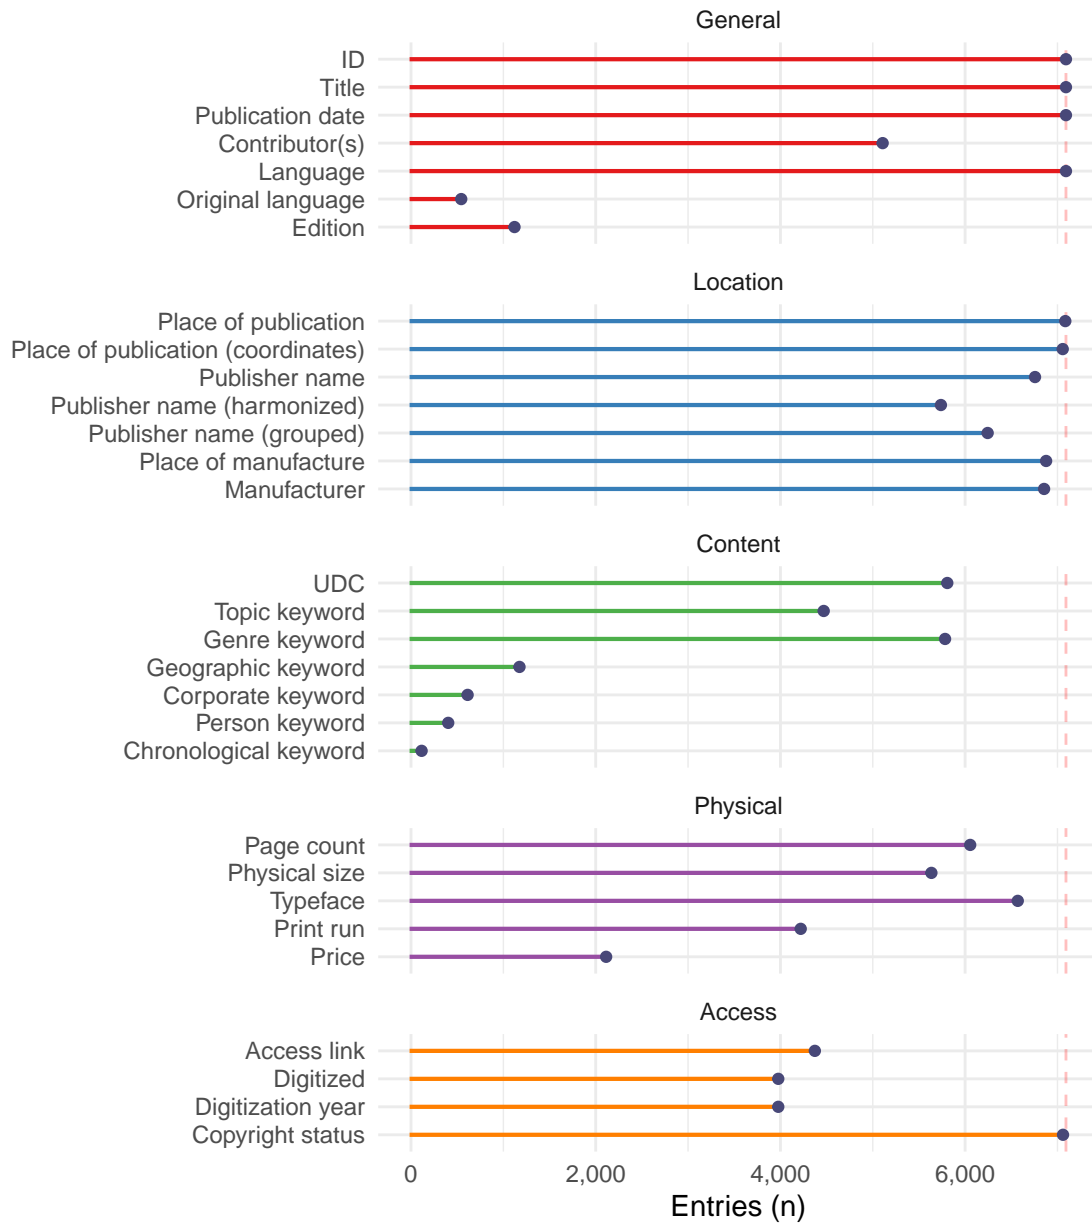 General
ID
Title
Publication date
Contributor(s)
Language
Original language
Edition
Location
Place of publication
Place of publication (coordinates)
Publisher name
Publisher name (harmonized)
Publisher name (grouped)
Place of manufacture
Manufacturer
Content
UDC
Topic keyword
Genre keyword
Geographic keyword
Corporate keyword
Person keyword
Chronological keyword
Physical
Page count
Physical size
Typeface
Print run
Price
Access
Access link
Digitized
Digitization year
Copyright status
0 2,000 4,000 6,000
Entries (n)